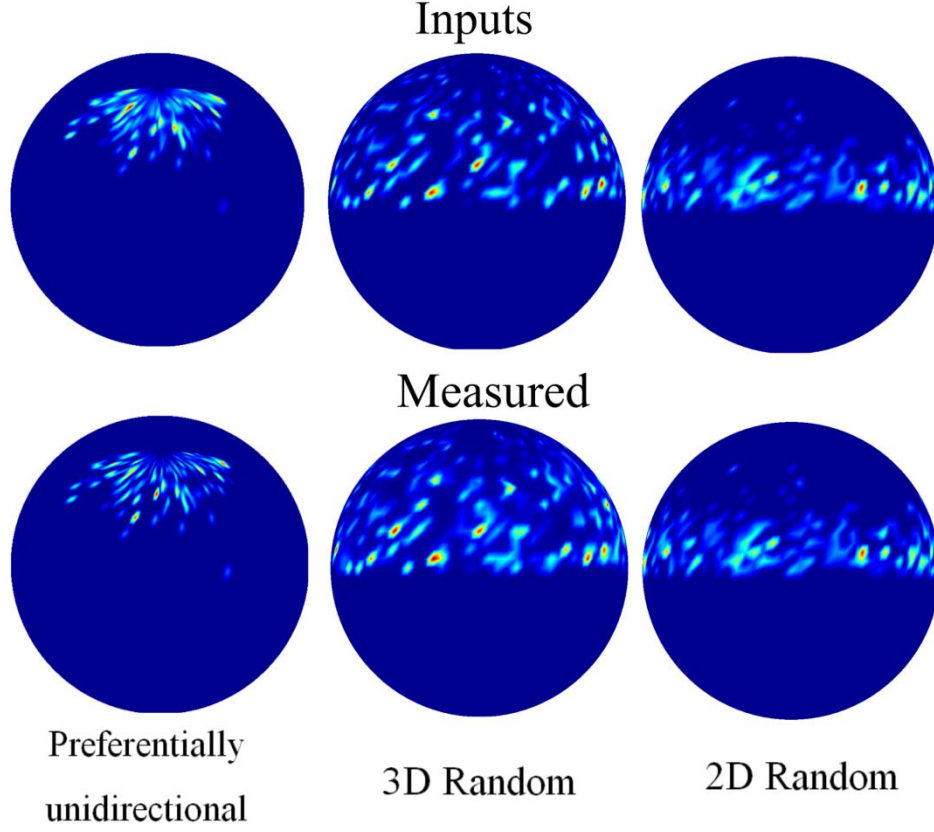 Inputs
Measured
Preferentially
unidirectional
3D Random
2D Random